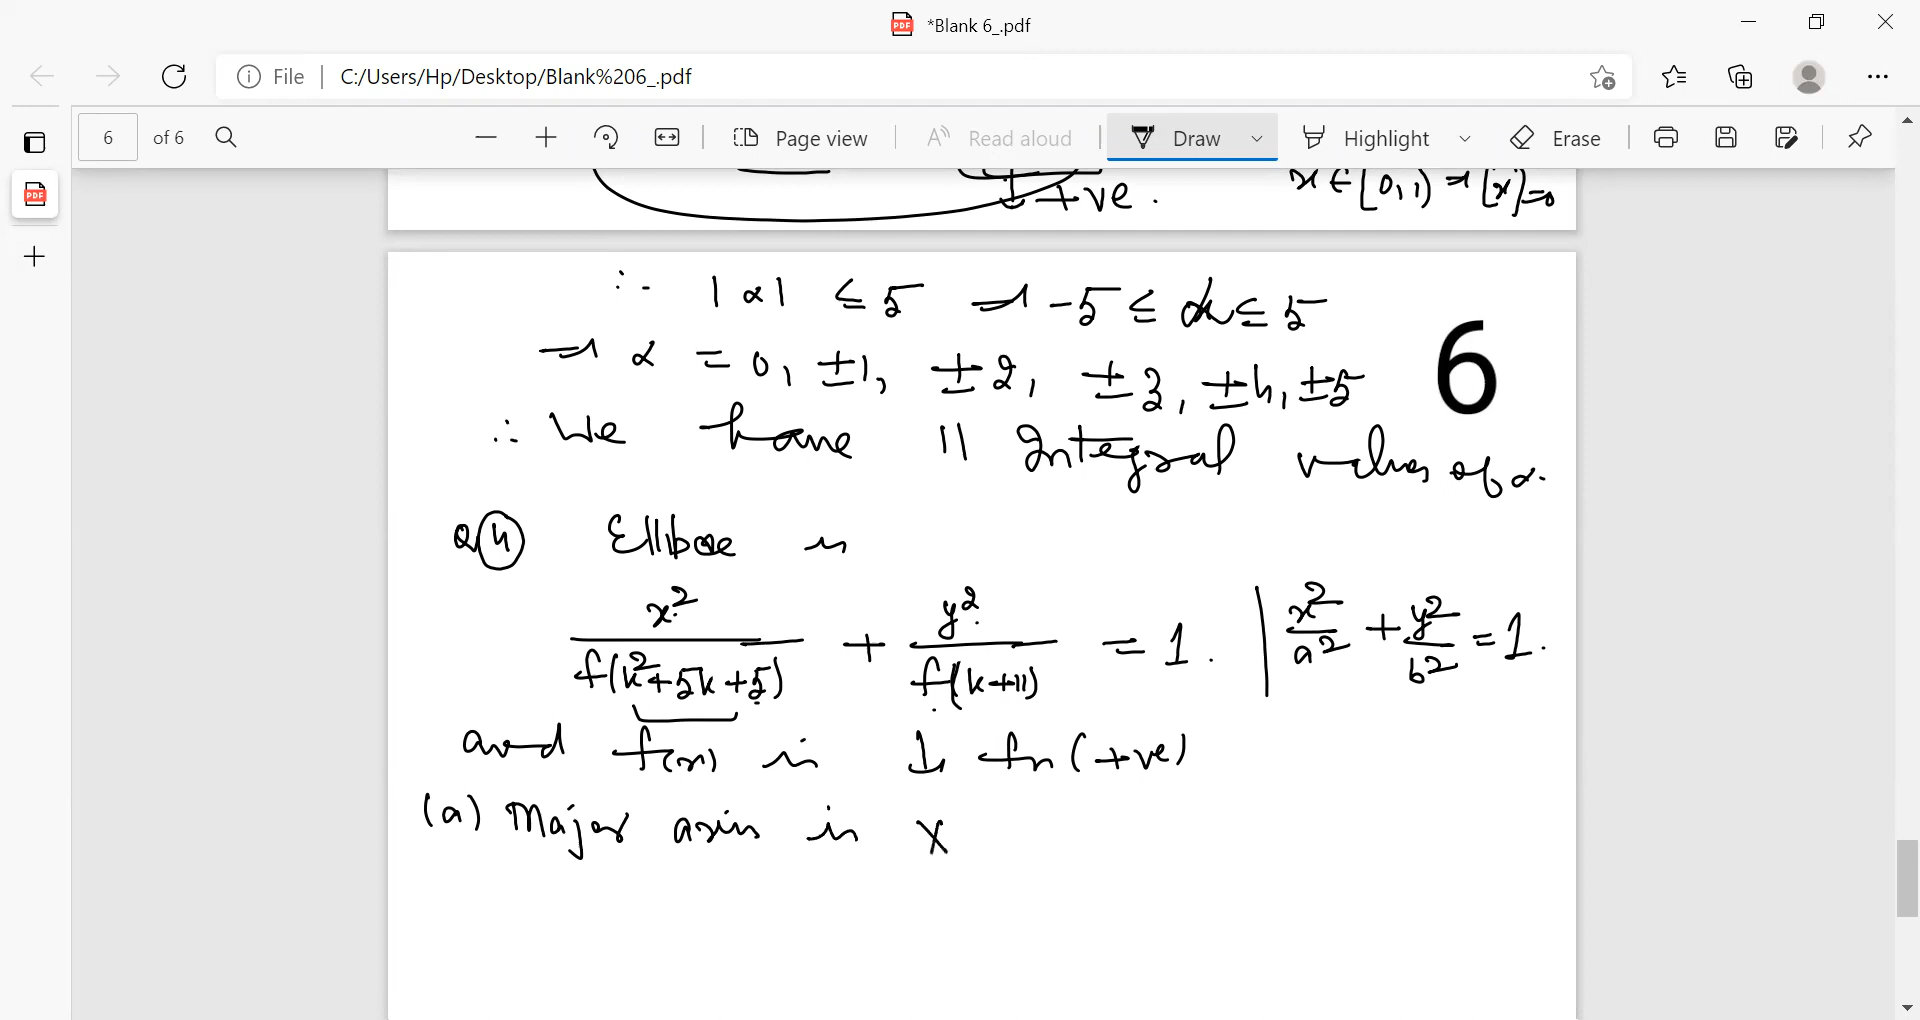 *Blank 6_.pdf
File | C:/Users/Hp/Desktop/Blank%206_.pdf
6 of 6 Page view Read aloud Draw Highlight Erase
+ve . x ∈ [0,1) ⇒ [x]=0
∴ |α| ≤ 5 ⇒ -5 ≤ α ≤ 5
⇒ α = 0, ±1, ±2, ±3, ±4, ±5
6
∴ We have 11 Integral values of α.
Q(4) Ellipse is
x²/f(k²+5k+5) + y²/f(k+11) = 1. | x²/a² + y²/b² = 1.
and f(x) is ↓ fn (+ve)
(a) Major axis is X